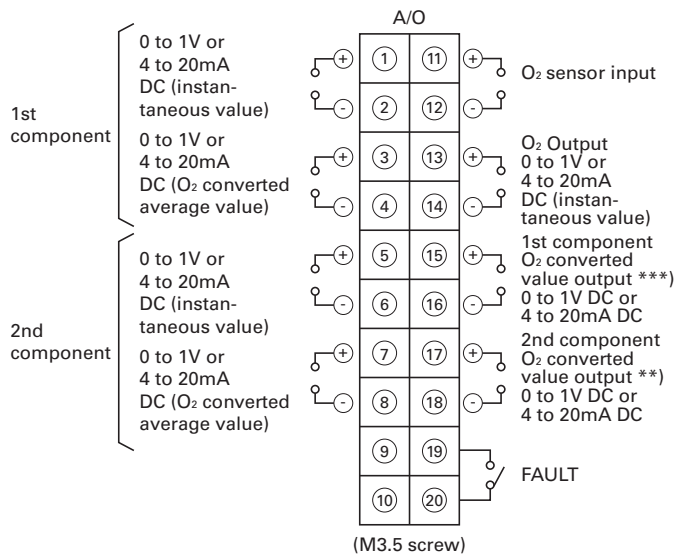 A/O
1st
component
0 to 1V or
4 to 20mA
DC (instan-
taneous value)
0 to 1V or
4 to 20mA
DC (O₂ converted
average value)
2nd
component
0 to 1V or
4 to 20mA
DC (instan-
taneous value)
0 to 1V or
4 to 20mA
DC (O₂ converted
average value)
+ 1 11 +
- 2 12 -
+ 3 13 +
- 4 14 -
+ 5 15 +
- 6 16 -
+ 7 17 +
- 8 18 -
9 19
10 20
O₂ sensor input
O₂ Output
0 to 1V or
4 to 20mA
DC (instan-
taneous value)
1st component
O₂ converted
value output ***)
0 to 1V DC or
4 to 20mA DC
2nd component
O₂ converted
value output **)
0 to 1V DC or
4 to 20mA DC
FAULT
(M3.5 screw)